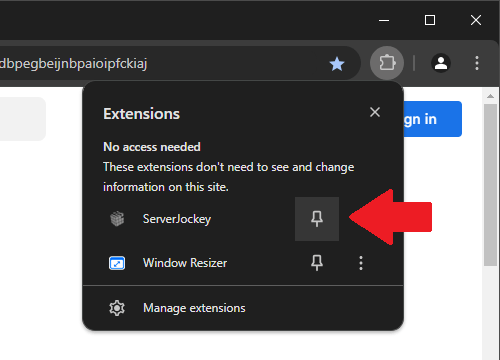 dbpegbeijnbpaioipfckiaj
Extensions
gn in
No access needed
These extensions don't need to see and change
information on this site.
ServerJockey
Window Resizer
Manage extensions